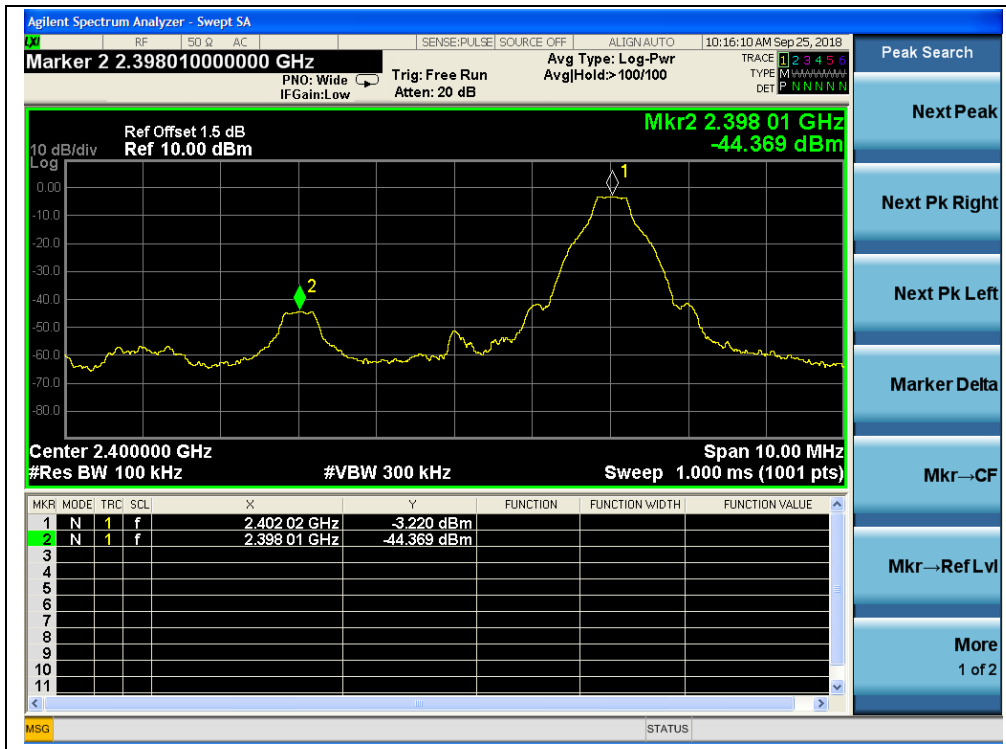 Agilent Spectrum Analyzer - Swept SA
LXI RF 50 Ω AC SENSE:PULSE SOURCE OFF ALIGN AUTO 10:16:10 AM Sep 25, 2018
Marker 2 2.398010000000 GHz
PNO: Wide
IFGain:Low
Trig: Free Run
Atten: 20 dB
Avg Type: Log-Pwr
Avg|Hold:>100/100
TRACE 1 2 3 4 5 6
TYPE M
DET P N N N N N
Mkr2 2.398 01 GHz
-44.369 dBm
Ref Offset 1.5 dB
Ref 10.00 dBm
10 dB/div
Log
0.00
-10.0
-20.0
-30.0
-40.0
-50.0
-60.0
-70.0
-80.0
1
2
Center 2.400000 GHz
Span 10.00 MHz
#Res BW 100 kHz
#VBW 300 kHz
Sweep 1.000 ms (1001 pts)
MKR MODE TRC SCL X Y FUNCTION FUNCTION WIDTH FUNCTION VALUE
1 N 1 f 2.402 02 GHz -3.220 dBm
2 N 1 f 2.398 01 GHz -44.369 dBm
3
4
5
6
7
8
9
10
11
MSG
STATUS
Peak Search
Next Peak
Next Pk Right
Next Pk Left
Marker Delta
Mkr→CF
Mkr→Ref Lvl
More
1 of 2